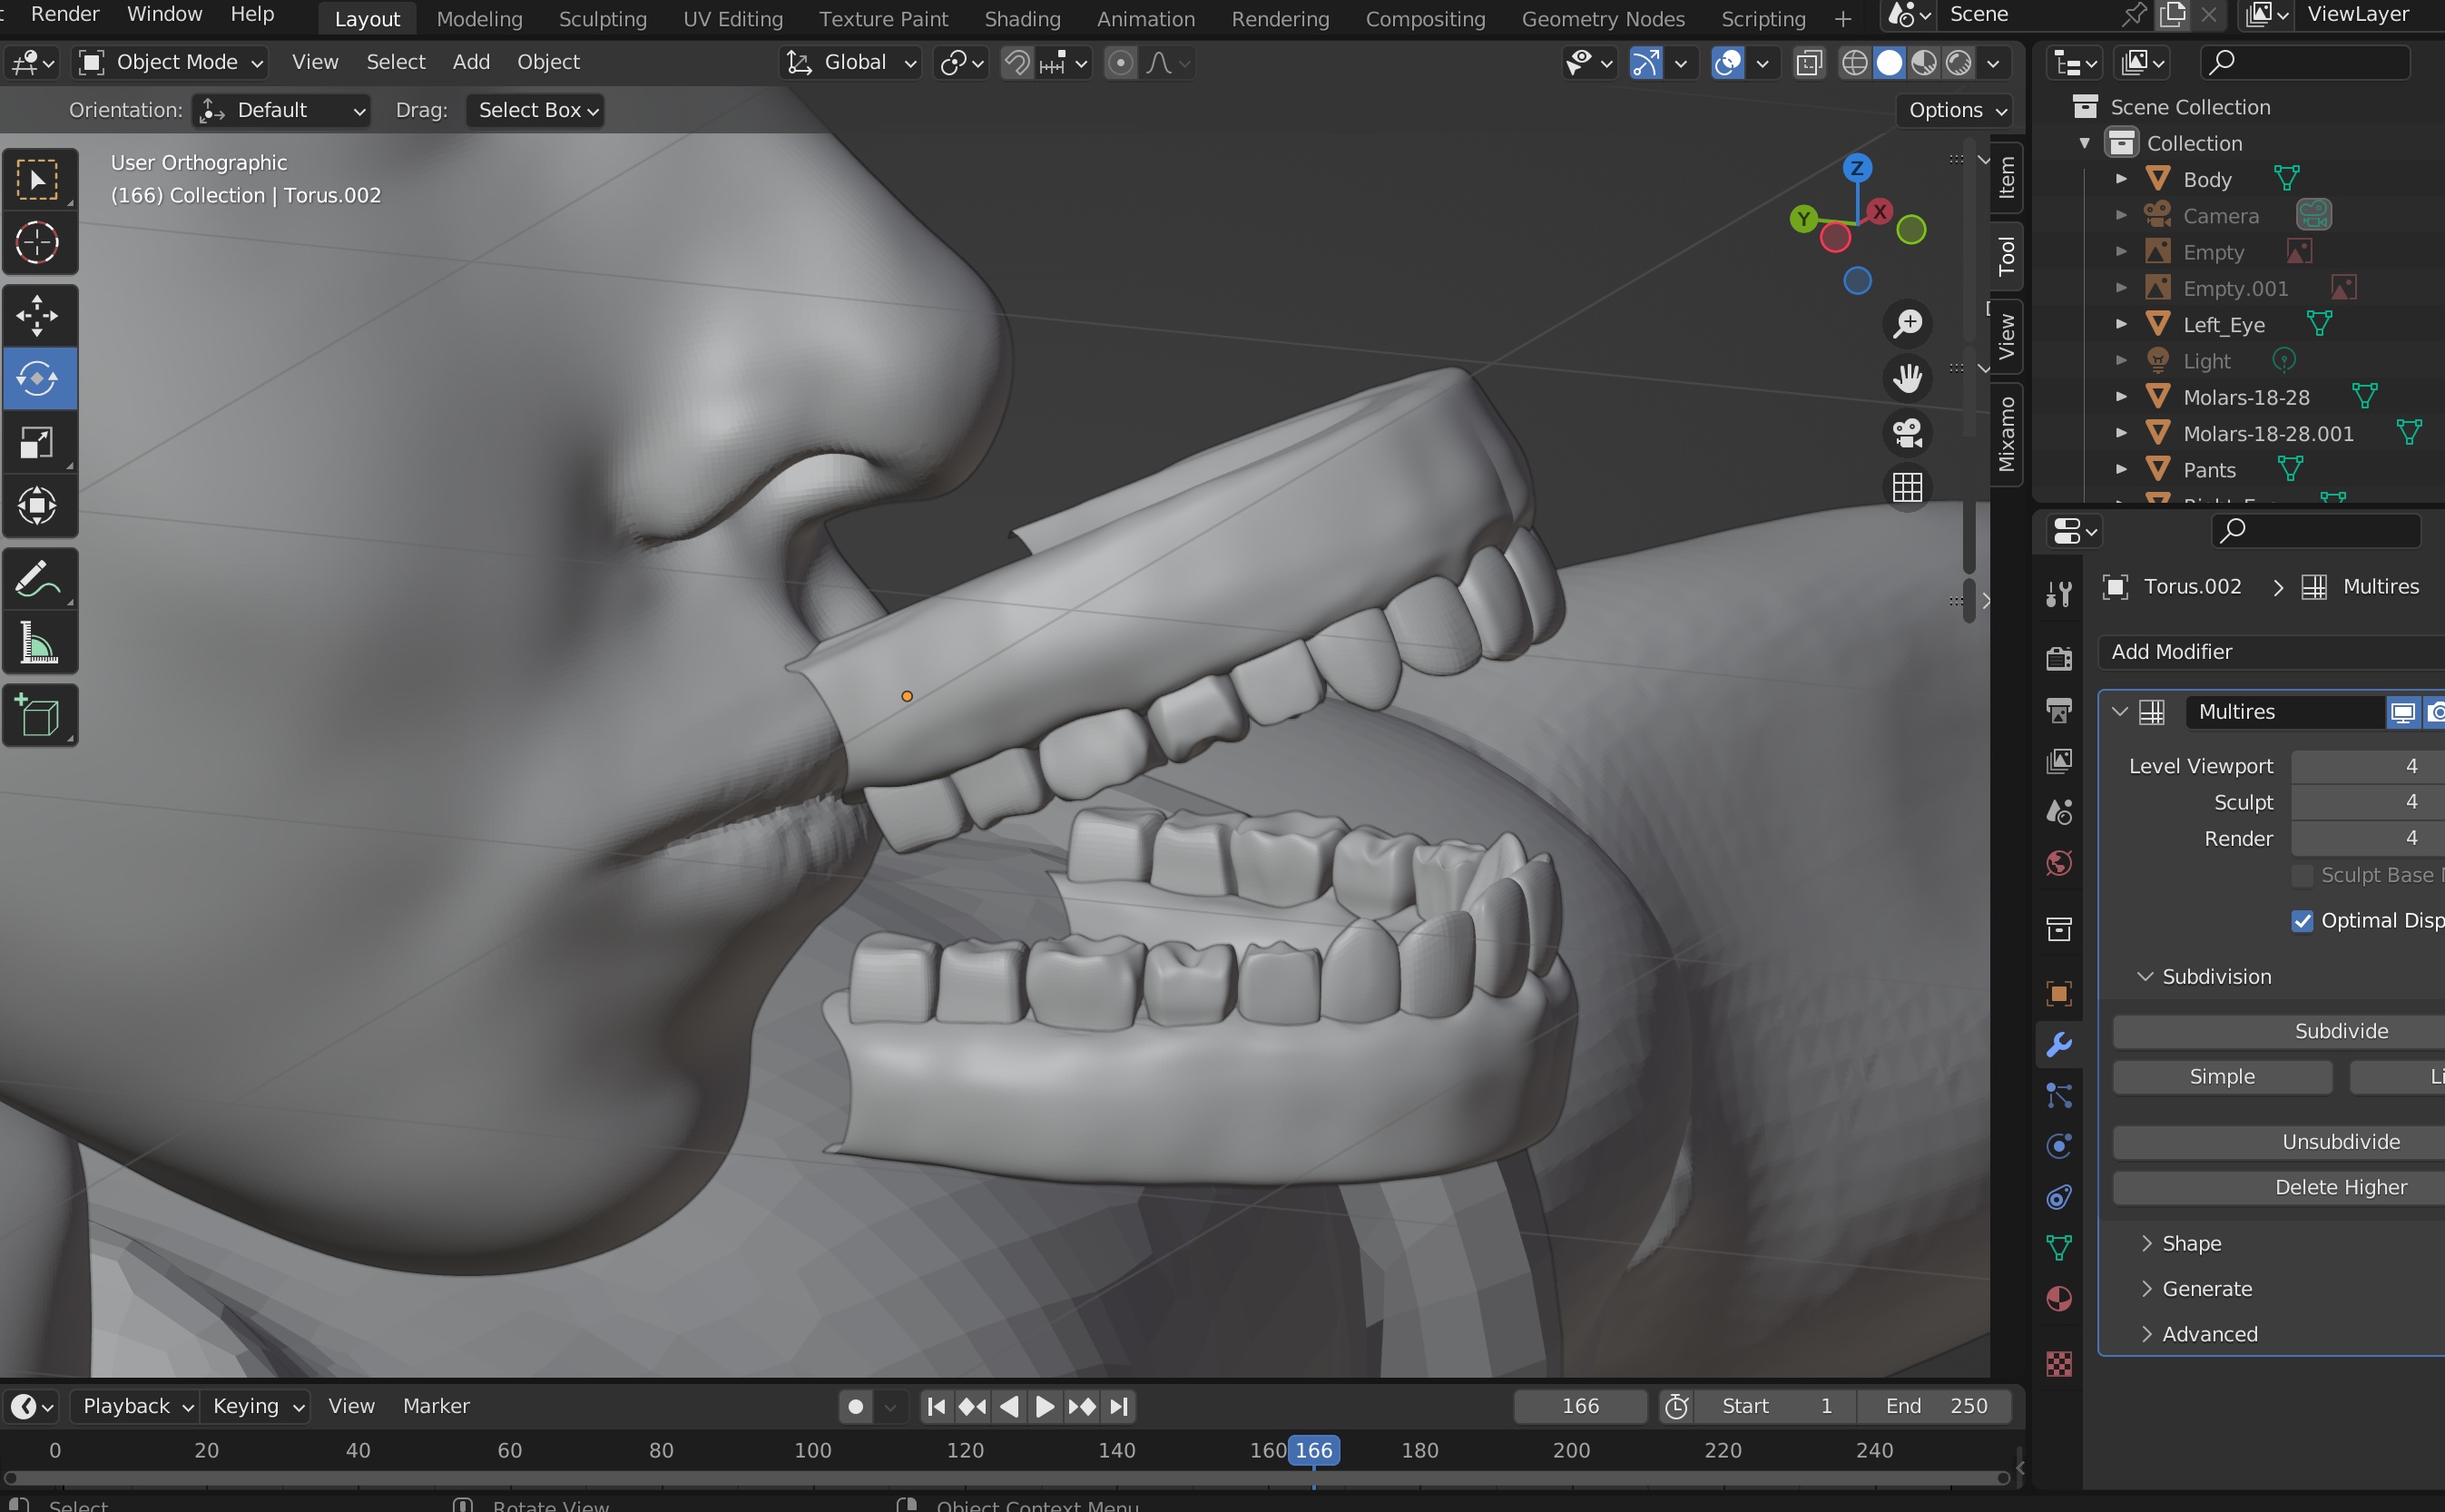 Render Window Help Layout Modeling Sculpting UV Editing Texture Paint Shading Animation Rendering Compositing Geometry Nodes Scripting + Scene ViewLayer
Object Mode View Select Add Object Global
Orientation: Default Drag: Select Box Options
User Orthographic
(166) Collection | Torus.002
Z
Y
X
Item
Tool
View
Mixamo
Scene Collection
Collection
Body
Camera
Empty
Empty.001
Left_Eye
Light
Molars-18-28
Molars-18-28.001
Pants
Torus.002 > Multires
Add Modifier
Multires
Level Viewport 4
Sculpt 4
Render 4
Sculpt Base
Optimal Disp
Subdivision
Subdivide
Simple Li
Unsubdivide
Delete Higher
Shape
Generate
Advanced
Playback Keying View Marker 166 Start 1 End 250
0 20 40 60 80 100 120 140 160 166 180 200 220 240
Select Rotate View Object Context Menu